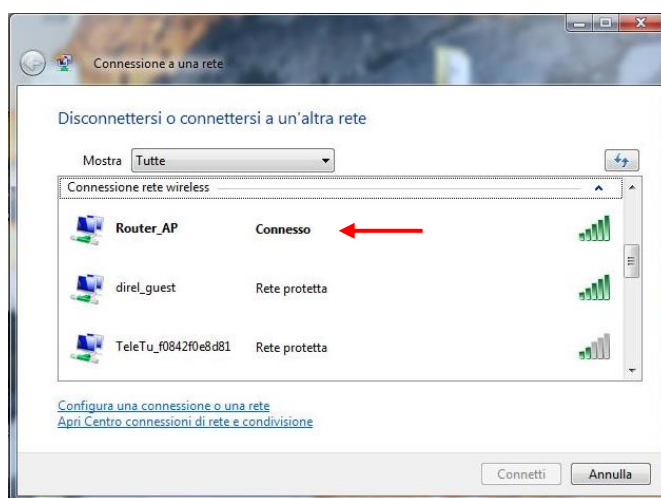 Connessione a una rete
Disconnettersi o connettersi a un'altra rete
Mostra Tutte
Connessione rete wireless
Router_AP Connesso
direl_guest Rete protetta
TeleTu_f0842f0e8d81 Rete protetta
Configura una connessione o una rete
Apri Centro connessioni di rete e condivisione
Connetti Annulla